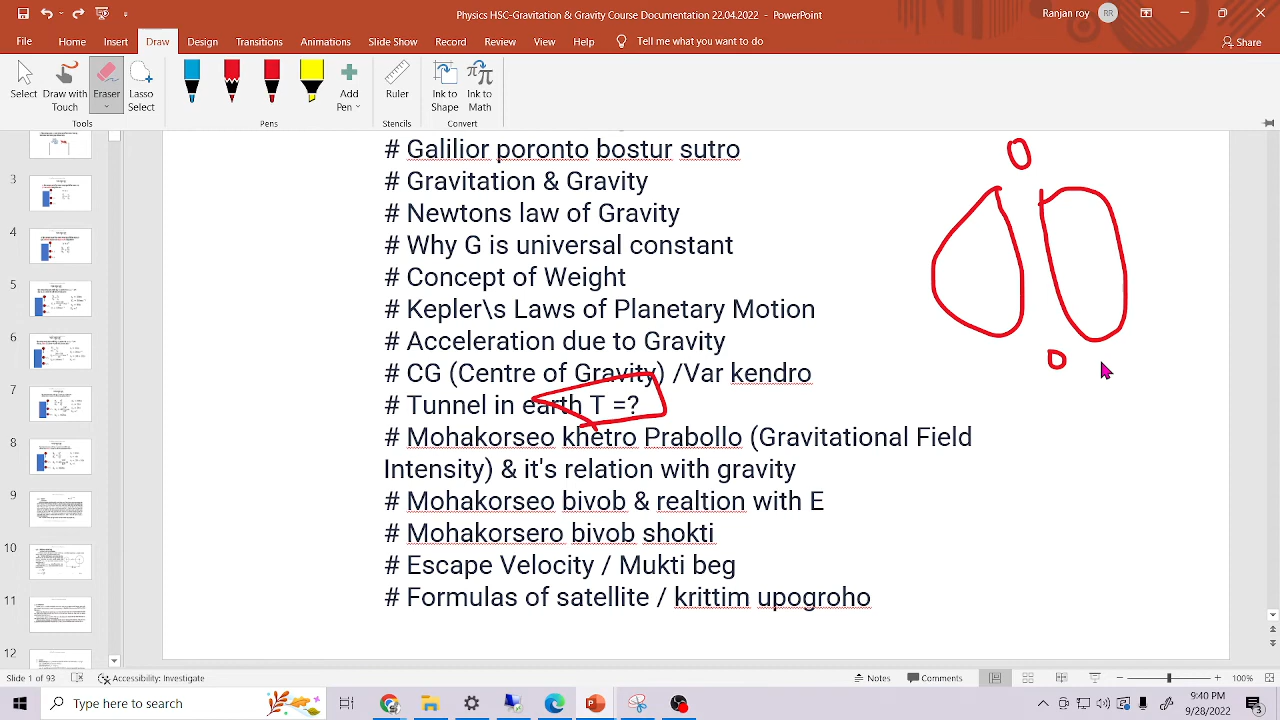 Physics HSC-Gravitation & Gravity Course Documentation 22.04.2022 - PowerPoint
Ranjan roy
RR
File Home Insert Draw Design Transitions Animations Slide Show Record Review View Help Tell me what you want to do
Share
Select Draw with Touch Eraser Lasso Select Add Pen Ruler Ink to Shape Ink to Math
Tools Pens Stencils Convert
# Galilior poronto bostur sutro
# Gravitation & Gravity
# Newtons law of Gravity
# Why G is universal constant
# Concept of Weight
# Kepler\s Laws of Planetary Motion
# Acceleration due to Gravity
# CG (Centre of Gravity) /Var kendro
# Tunnel in earth T =?
# Mohakorseo khetro Prabollo (Gravitational Field
Intensity) & it's relation with gravity
# Mohakorseo bivob & realtion with E
# Mohakorsero bivob shokti
# Escape Velocity / Mukti beg
# Formulas of satellite / krittim upogroho
4
12
Slide 1 of 93 Accessibility: Investigate Notes Comments 100%
Type here to search
9:40 PM
9/28/2022
3